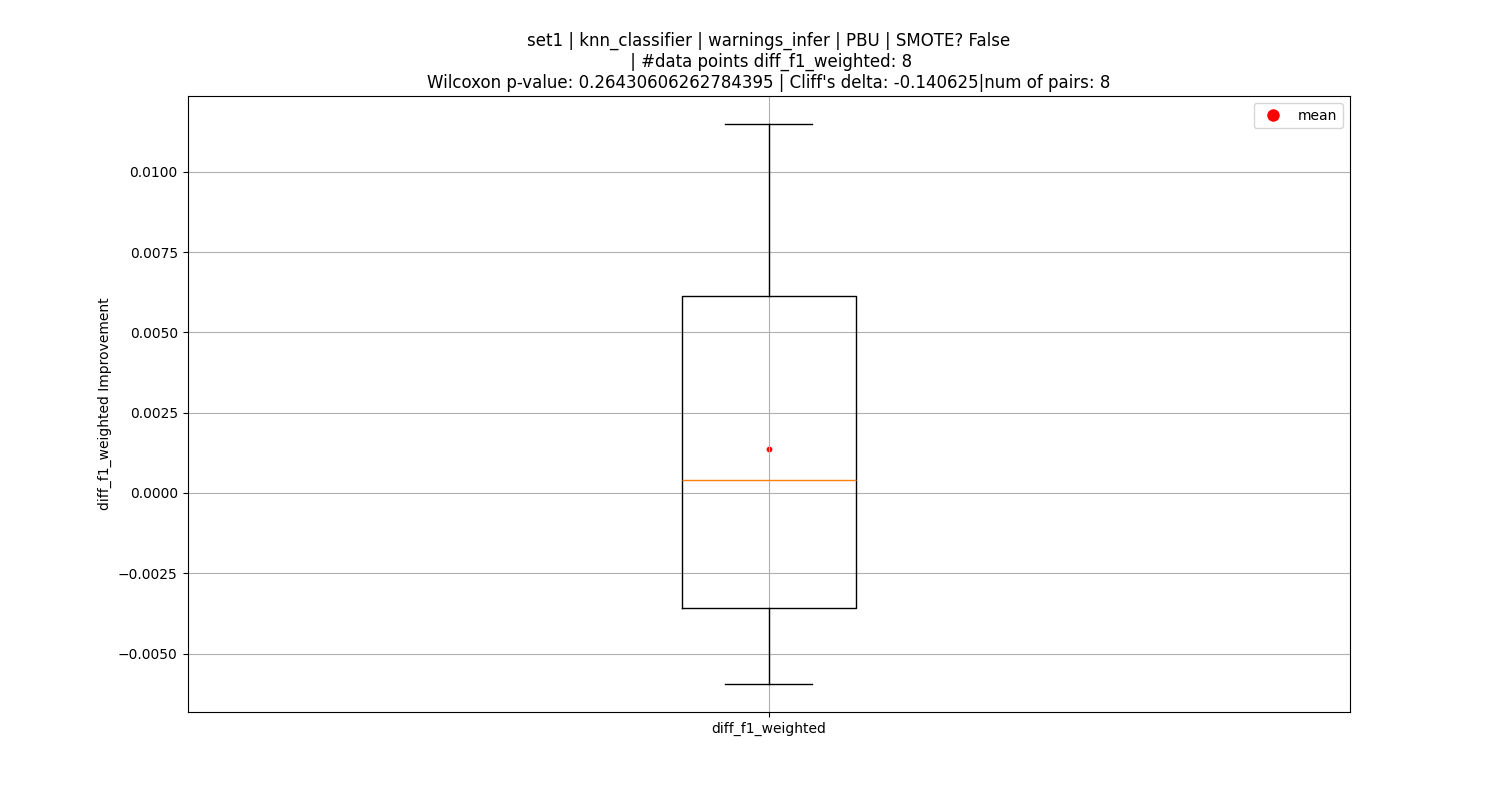 set1 | knn_classifier | warnings_infer | PBU | SMOTE? False
| #data points diff_f1_weighted: 8
Wilcoxon p-value: 0.26430606262784395 | Cliff's delta: -0.140625|num of pairs: 8
mean
0.0100
0.0075
0.0050
0.0025
0.0000
−0.0025
−0.0050
diff_f1_weighted Improvement
diff_f1_weighted